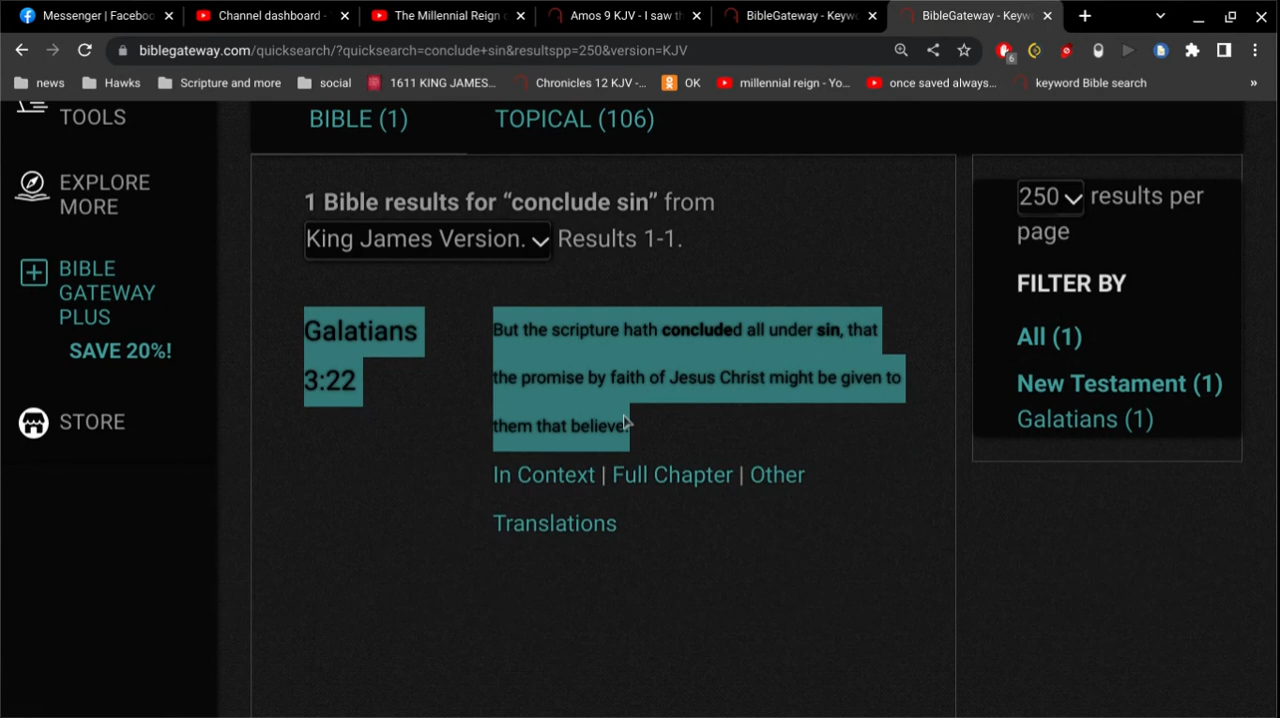 Messenger | Faceboo
Channel dashboard -
The Millennial Reign o
Amos 9 KJV - I saw th
BibleGateway - Keyw
BibleGateway - Keyw
biblegateway.com/quicksearch/?quicksearch=conclude+sin&resultspp=250&version=KJV
6
news
Hawks
Scripture and more
social
1611 KING JAMES...
Chronicles 12 KJV -...
OK
millennial reign - Yo...
once saved always...
keyword Bible search
»
TOOLS
EXPLORE
MORE
BIBLE
GATEWAY
PLUS
SAVE 20%!
STORE
BIBLE (1)
TOPICAL (106)
1 Bible results for “conclude sin” from
King James Version. Results 1-1.
Galatians
3:22
But the scripture hath concluded all under sin, that
the promise by faith of Jesus Christ might be given to
them that believe.
In Context | Full Chapter | Other
Translations
250 results per
page
FILTER BY
All (1)
New Testament (1)
Galatians (1)